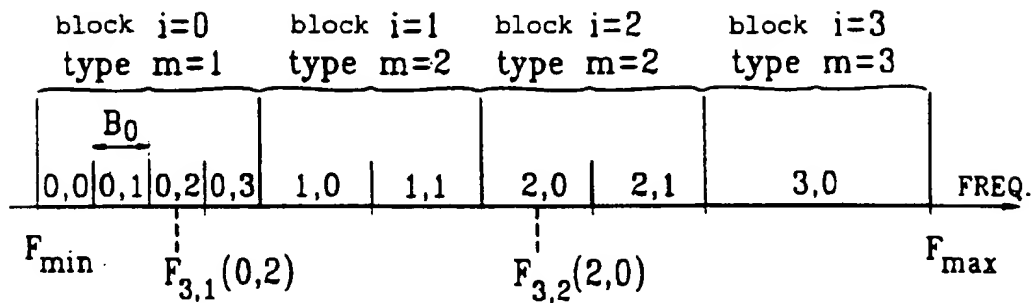 block i=0 block i=1 block i=2 block i=3
type m=1 type m=2 type m=2 type m=3
B0
0,0 0,1 0,2 0,3 1,0 1,1 2,0 2,1 3,0 FREQ.
Fmin F3,1(0,2) F3,2(2,0) Fmax